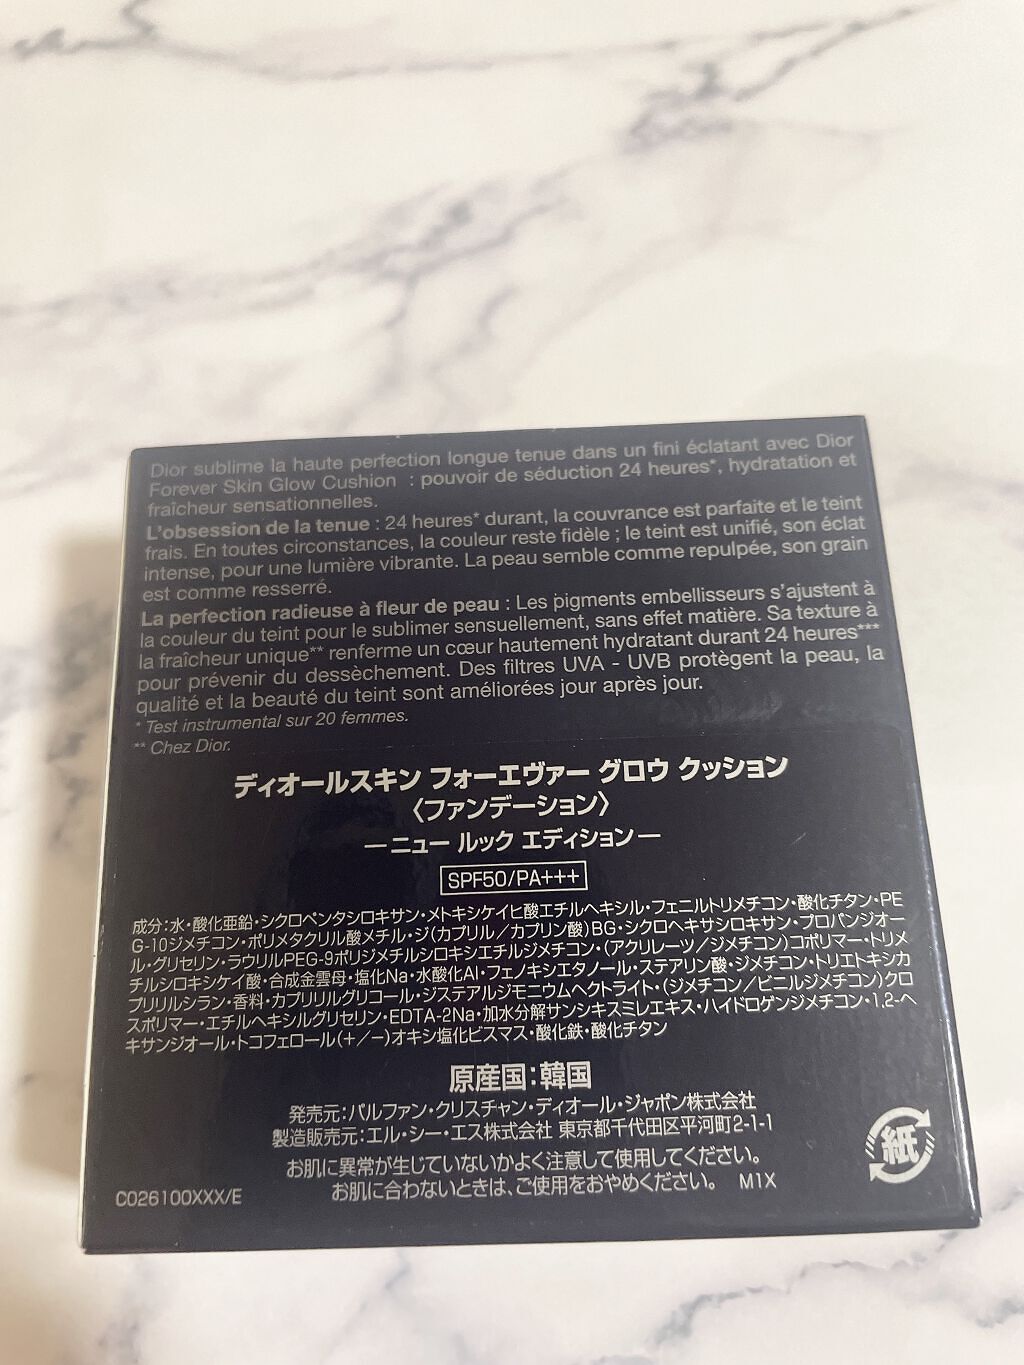 Dior sublime la haute perfection longue tenue dans un fini éclatant avec Dior
Forever Skin Glow Cushion : pouvoir de séduction 24 heures*, hydratation et
fraîcheur sensationnelles.
L'obsession de la tenue : 24 heures* durant, la couvrance est parfaite et le teint
frais. En toutes circonstances, la couleur reste fidèle ; le teint est unifié, son éclat
intense, pour une lumière vibrante. La peau semble comme repulpée, son grain
est comme resserré.
La perfection radieuse à fleur de peau : Les pigments embellisseurs s'ajustent à
la couleur du teint pour le sublimer sensuellement, sans effet matière. Sa texture à
la fraîcheur unique** renferme un cœur hautement hydratant durant 24 heures***
pour prévenir du dessèchement. Des filtres UVA - UVB protègent la peau, la
qualité et la beauté du teint sont améliorées jour après jour.
* Test instrumental sur 20 femmes.
** Chez Dior.
ディオールスキン フォーエヴァー グロウ クッション
〈ファンデーション〉
―ニュー ルック エディション―
SPF50/PA+++
成分:水・酸化亜鉛・シクロペンタシロキサン・メトキシケイヒ酸エチルヘキシル・フェニルトリメチコン・酸化チタン・PE
G-10ジメチコン・ポリメタクリル酸メチル・ジ(カプリル/カプリン酸)BG・シクロヘキサシロキサン・プロパンジオー
ル・グリセリン・ラウリルPEG-9ポリジメチルシロキシエチルジメチコン・(アクリレーツ/ジメチコン)コポリマー・トリメ
チルシロキシケイ酸・合成金雲母・塩化Na・水酸化Al・フェノキシエタノール・ステアリン酸・ジメチコン・トリエトキシカ
プリリルシラン・香料・カプリリルグリコール・ジステアルジモニウムヘクトライト・(ジメチコン/ビニルジメチコン)クロ
スポリマー・エチルヘキシルグリセリン・EDTA-2Na・加水分解サンシキスミレエキス・ハイドロゲンジメチコン・1,2-ヘ
キサンジオール・トコフェロール(+/-)オキシ塩化ビスマス・酸化鉄・酸化チタン
原産国:韓国
発売元:パルファン・クリスチャン・ディオール・ジャポン株式会社
製造販売元:エル・シー・エス株式会社 東京都千代田区平河町2-1-1
お肌に異常が生じていないかよく注意して使用してください。
お肌に合わないときは、ご使用をおやめください。 M1X
C026100XXX/E
紙